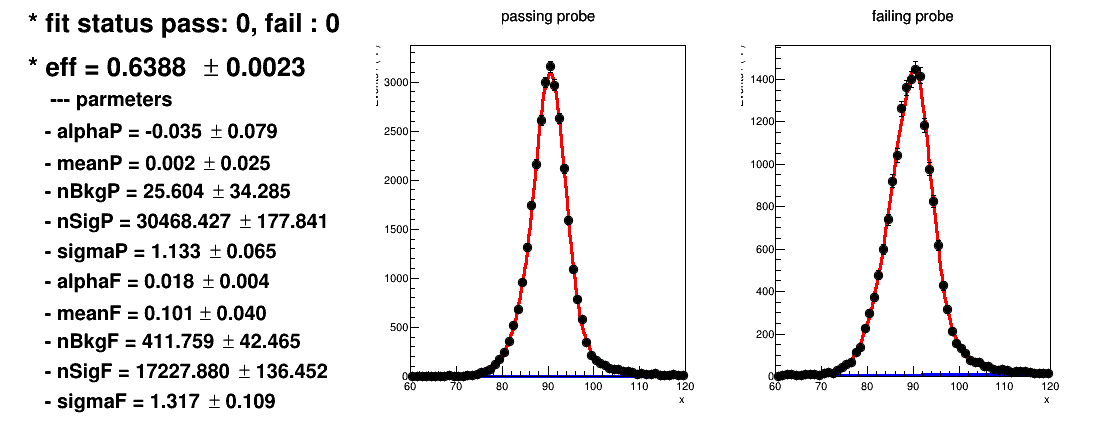 * fit status pass: 0, fail : 0
* eff = 0.6388 ± 0.0023
--- parmeters
- alphaP = -0.035 ± 0.079
- meanP = 0.002 ± 0.025
- nBkgP = 25.604 ± 34.285
- nSigP = 30468.427 ± 177.841
- sigmaP = 1.133 ± 0.065
- alphaF = 0.018 ± 0.004
- meanF = 0.101 ± 0.040
- nBkgF = 411.759 ± 42.465
- nSigF = 17227.880 ± 136.452
- sigmaF = 1.317 ± 0.109
passing probe
3000
2500
2000
1500
1000
500
0
60 70 80 90 100 110 120
x
failing probe
1400
1200
1000
800
600
400
200
0
60 70 80 90 100 110 120
x